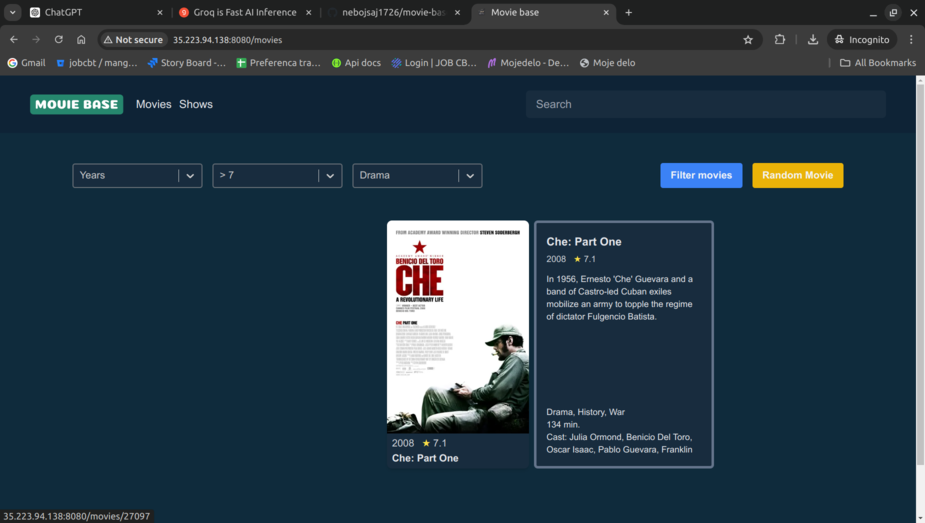 ChatGPT
Groq is Fast AI Inference
nebojsaj1726/movie-bas
Movie base
Not secure
35.223.94.138:8080/movies
Incognito
Gmail
jobcbt / mang...
Story Board -...
Preferenca tra...
Api docs
Login | JOB CB...
Mojedelo - De...
Moje delo
All Bookmarks
MOVIE BASE
Movies
Shows
Search
Years
> 7
Drama
Filter movies
Random Movie
FROM ACADEMY AWARD WINNING DIRECTOR STEVEN SODERBERGH
BENICIO DEL TORO
CHE
A REVOLUTIONARY LIFE
CHE PART ONE
2008 ★ 7.1
Che: Part One
Che: Part One
2008 ★ 7.1
In 1956, Ernesto 'Che' Guevara and a
band of Castro-led Cuban exiles
mobilize an army to topple the regime
of dictator Fulgencio Batista.
Drama, History, War
134 min.
Cast: Julia Ormond, Benicio Del Toro,
Oscar Isaac, Pablo Guevara, Franklin
35.223.94.138:8080/movies/27097